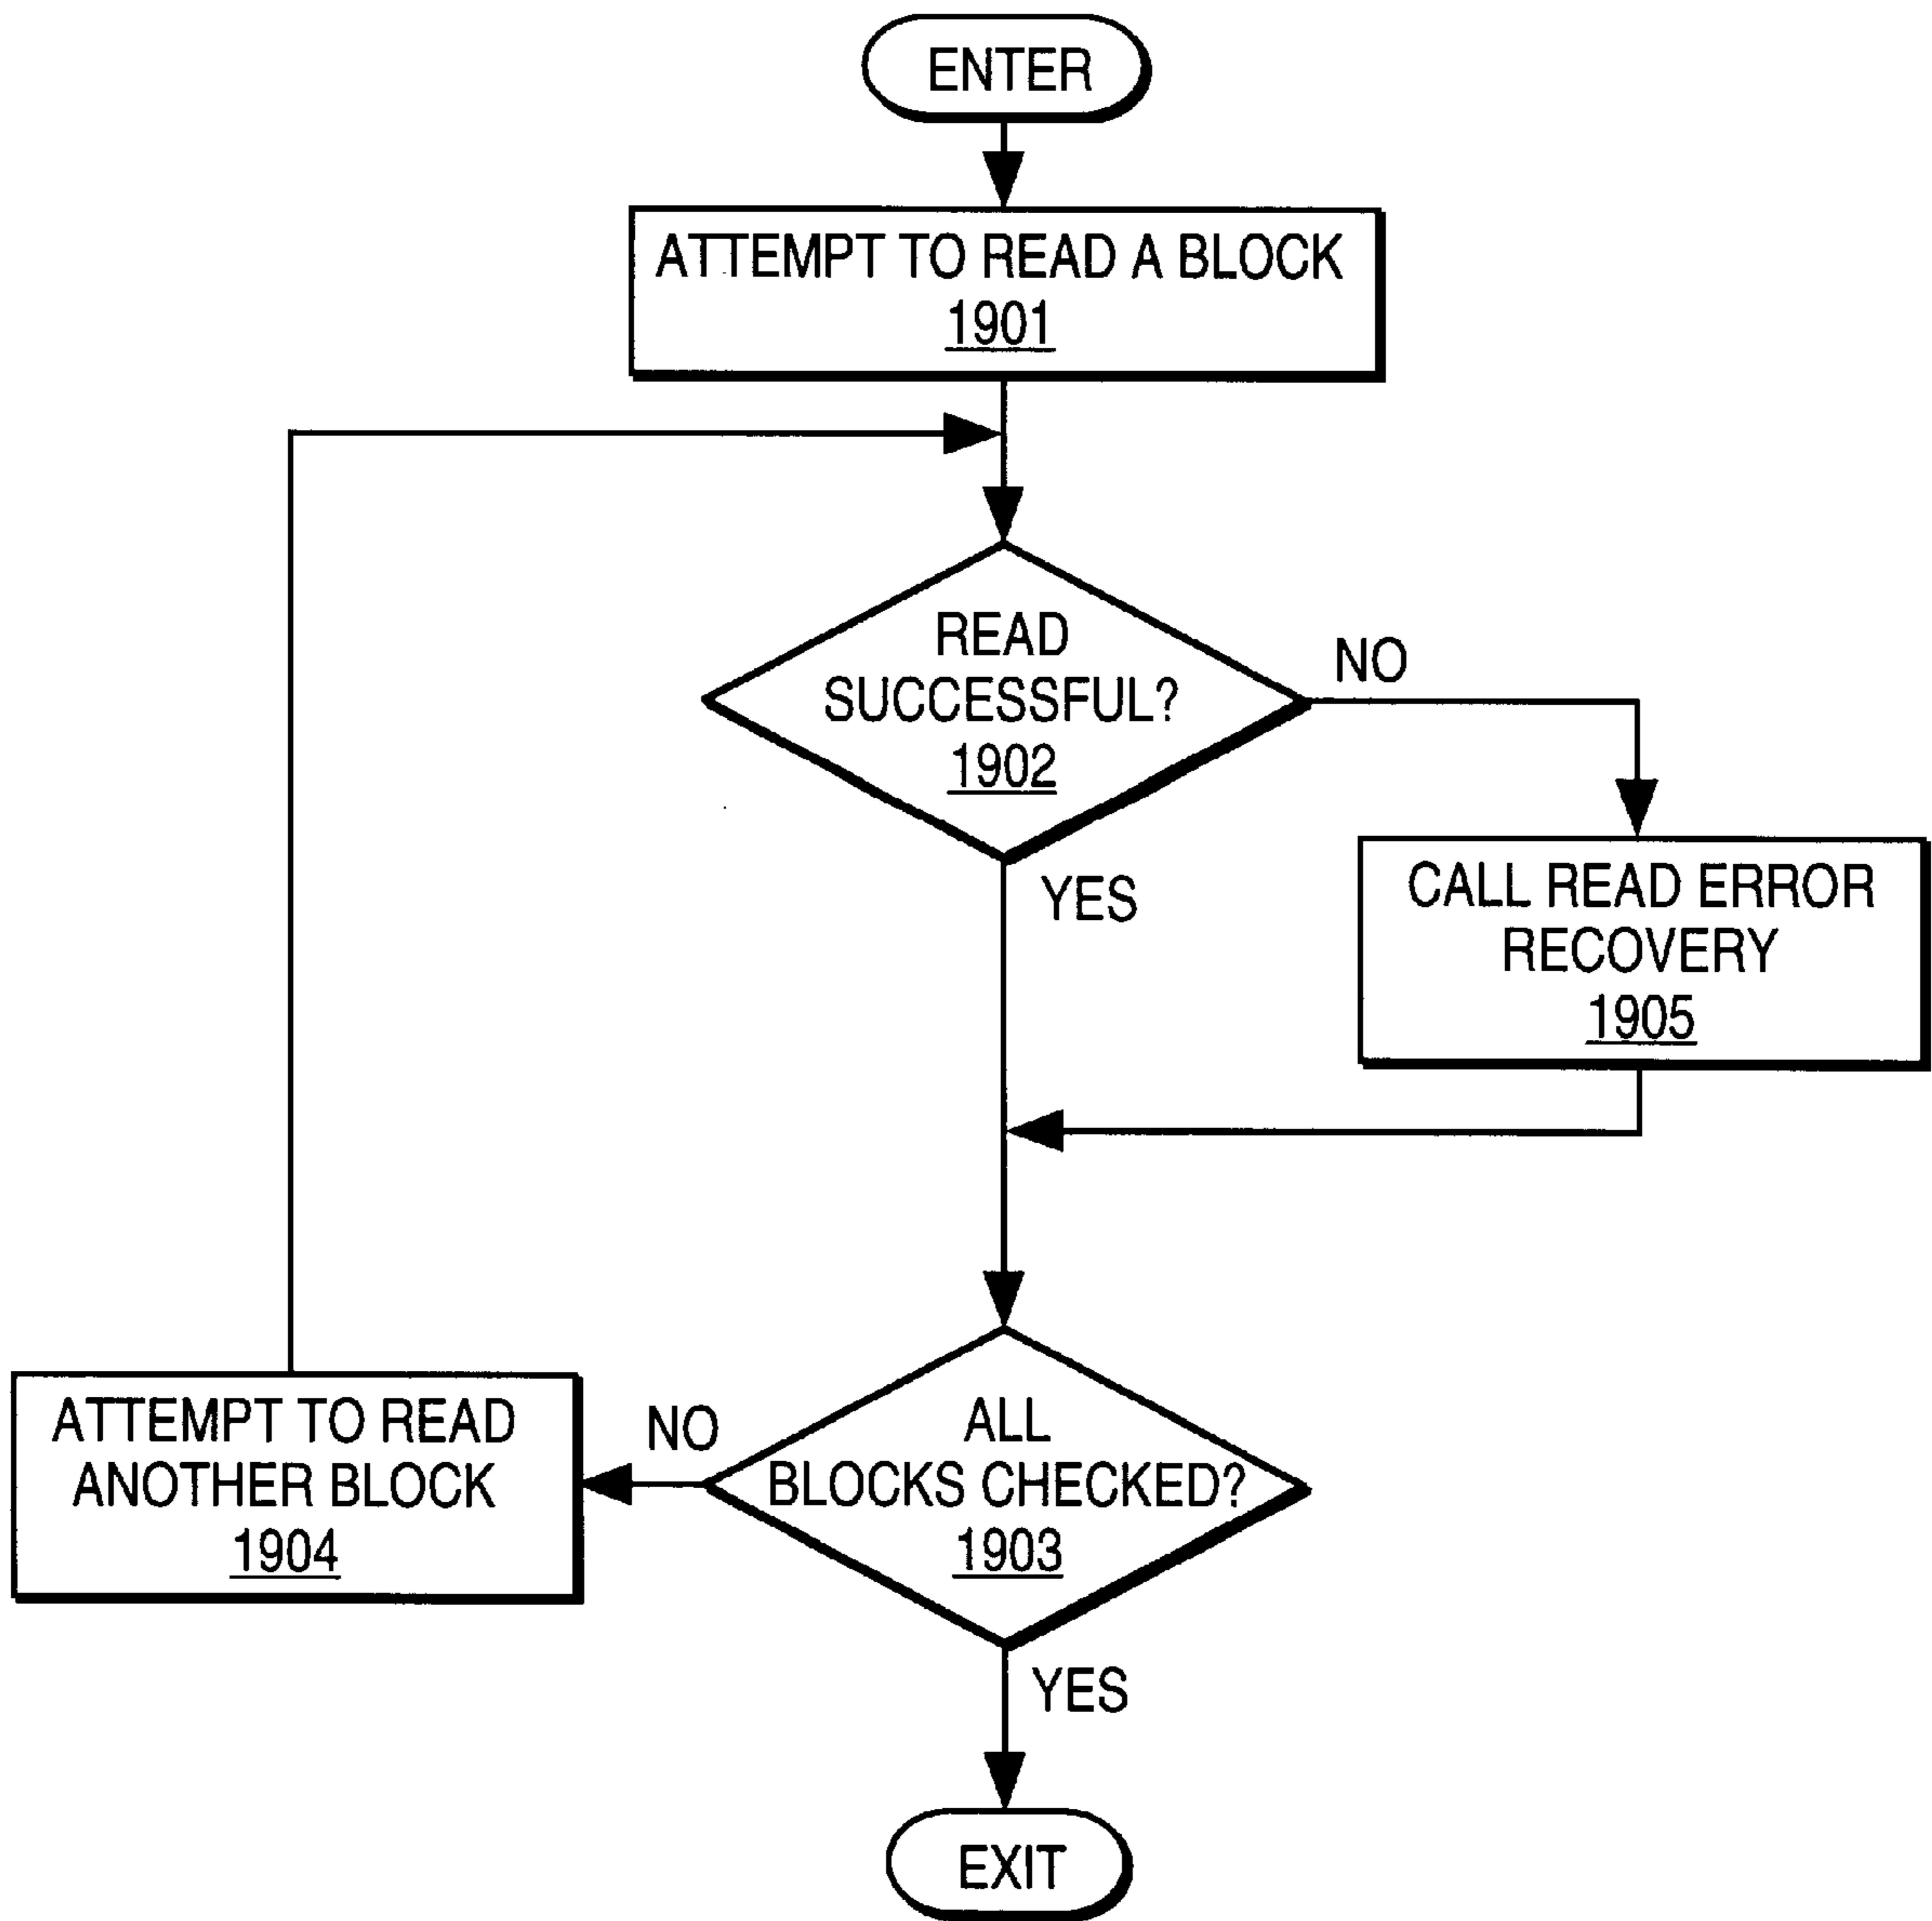 ENTER
ATTEMPT TO READ A BLOCK
1901
READ
SUCCESSFUL?
1902
NO
YES
CALL READ ERROR
RECOVERY
1905
ALL
BLOCKS CHECKED?
1903
NO
ATTEMPT TO READ
ANOTHER BLOCK
1904
YES
EXIT